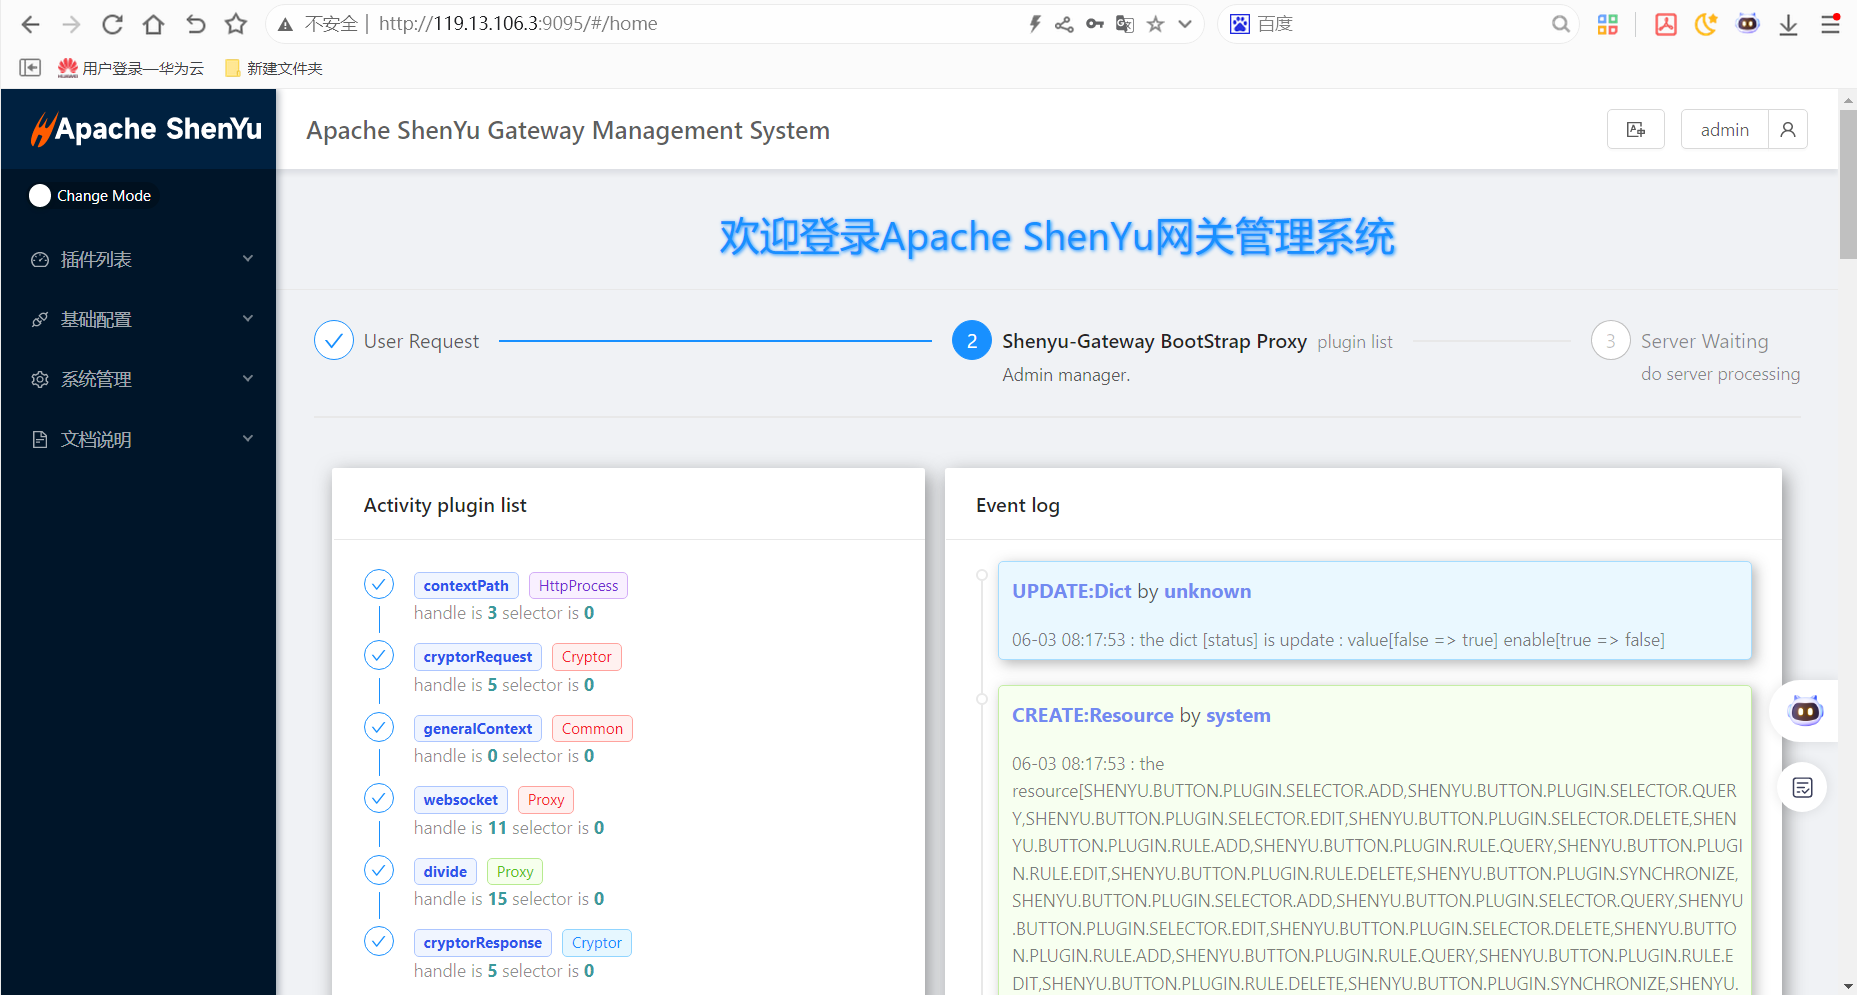 不安全 | http://119.13.106.3:9095/#/home
百度
用户登录—华为云
新建文件夹
Apache ShenYu
Apache ShenYu Gateway Management System
admin
Change Mode
欢迎登录Apache ShenYu网关管理系统
插件列表
基础配置
系统管理
文档说明
User Request
2 Shenyu-Gateway BootStrap Proxy plugin list
Admin manager.
3 Server Waiting
do server processing
Activity plugin list
contextPath HttpProcess
handle is 3 selector is 0
cryptorRequest Cryptor
handle is 5 selector is 0
generalContext Common
handle is 0 selector is 0
websocket Proxy
handle is 11 selector is 0
divide Proxy
handle is 15 selector is 0
cryptorResponse Cryptor
handle is 5 selector is 0
Event log
UPDATE:Dict by unknown
06-03 08:17:53 : the dict [status] is update : value[false => true] enable[true => false]
CREATE:Resource by system
06-03 08:17:53 : the
resource[SHENYU.BUTTON.PLUGIN.SELECTOR.ADD,SHENYU.BUTTON.PLUGIN.SELECTOR.QUER
Y,SHENYU.BUTTON.PLUGIN.SELECTOR.EDIT,SHENYU.BUTTON.PLUGIN.SELECTOR.DELETE,SHEN
YU.BUTTON.PLUGIN.RULE.ADD,SHENYU.BUTTON.PLUGIN.RULE.QUERY,SHENYU.BUTTON.PLUGI
N.RULE.EDIT,SHENYU.BUTTON.PLUGIN.RULE.DELETE,SHENYU.BUTTON.PLUGIN.SYNCHRONIZE,
SHENYU.BUTTON.PLUGIN.SELECTOR.ADD,SHENYU.BUTTON.PLUGIN.SELECTOR.QUERY,SHENYU
.BUTTON.PLUGIN.SELECTOR.EDIT,SHENYU.BUTTON.PLUGIN.SELECTOR.DELETE,SHENYU.BUTTO
N.PLUGIN.RULE.ADD,SHENYU.BUTTON.PLUGIN.RULE.QUERY,SHENYU.BUTTON.PLUGIN.RULE.E
DIT,SHENYU.BUTTON.PLUGIN.RULE.DELETE,SHENYU.BUTTON.PLUGIN.SYNCHRONIZE,SHENYU.